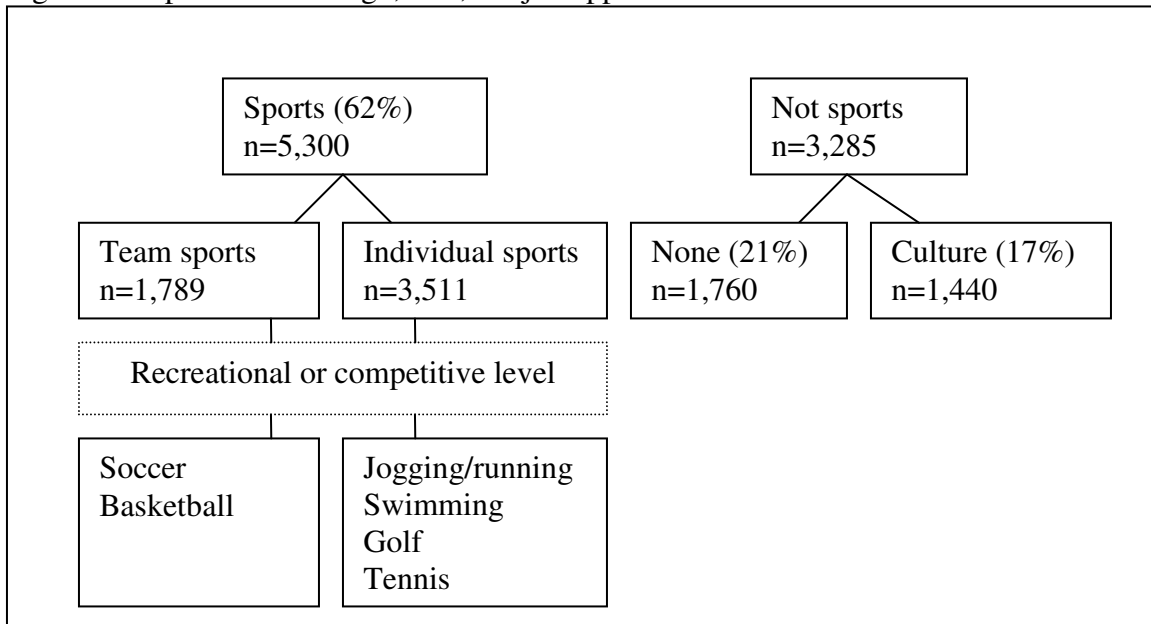 Sports (62%)
n=5,300
Not sports
n=3,285
Team sports
n=1,789
Individual sports
n=3,511
None (21%)
n=1,760
Culture (17%)
n=1,440
Recreational or competitive level
Soccer
Basketball
Jogging/running
Swimming
Golf
Tennis